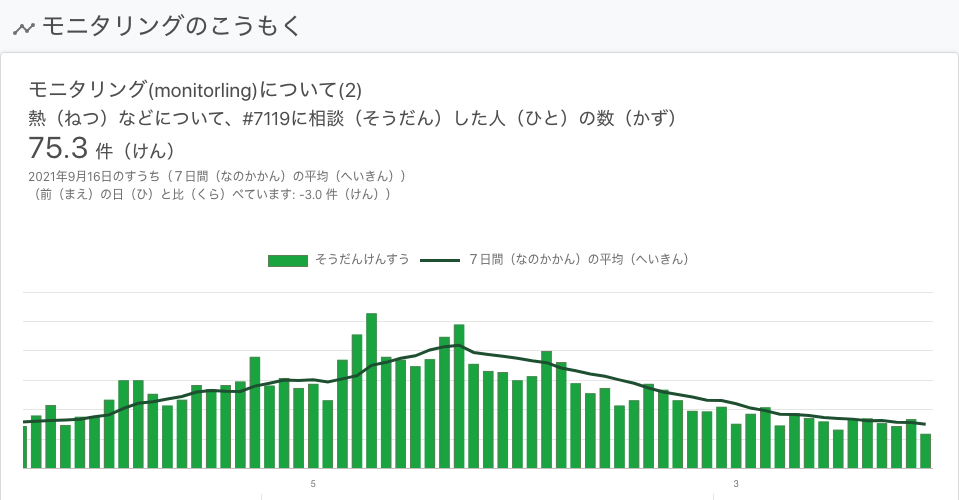 モニタリングのこうもく
モニタリング(monitorling)について(2)
熱（ねつ）などについて、#7119に相談（そうだん）した人（ひと）の数（かず）
75.3 件（けん）
2021年9月16日のすうち（７日間（なのかかん）の平均（へいきん））
（前（まえ）の日（ひ）と比（くら）べています: -3.0 件（けん））
そうだんけんすう
７日間（なのかかん）の平均（へいきん）
5
3